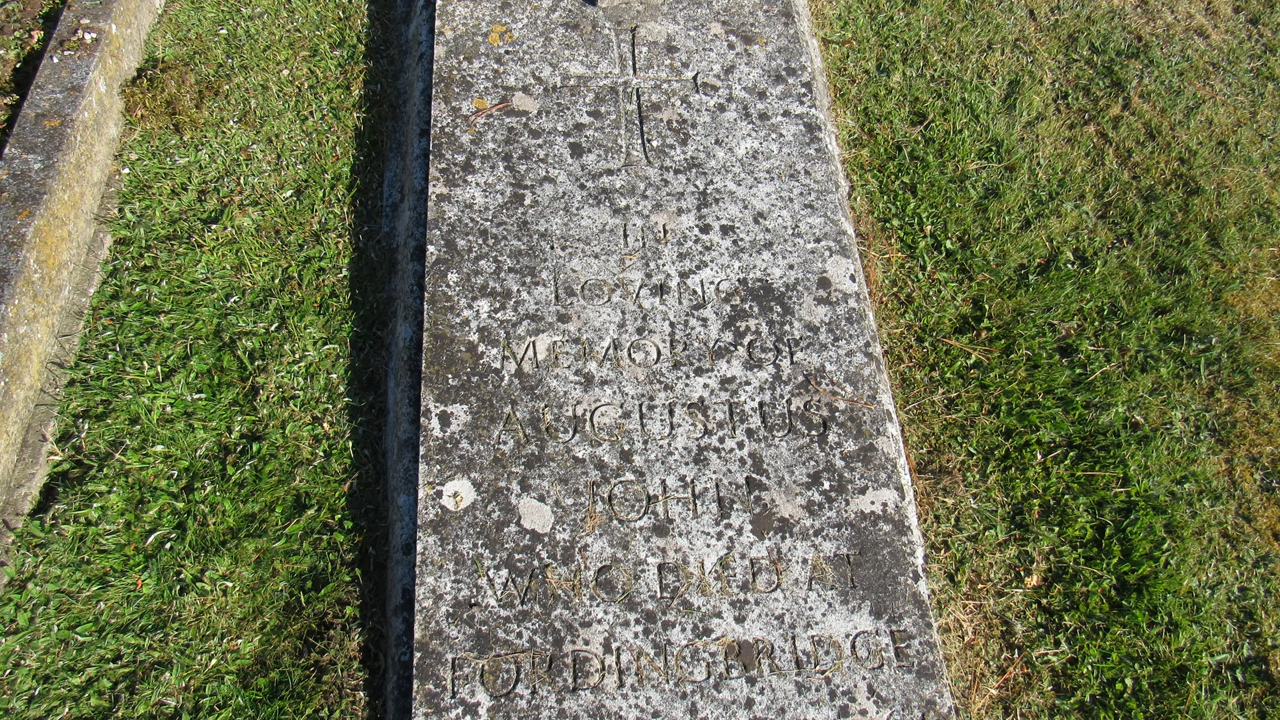 IN
LOVING
MEMORY OF
AUGUSTUS
JOHN
WHO DIED AT
FORDINGBRIDGE